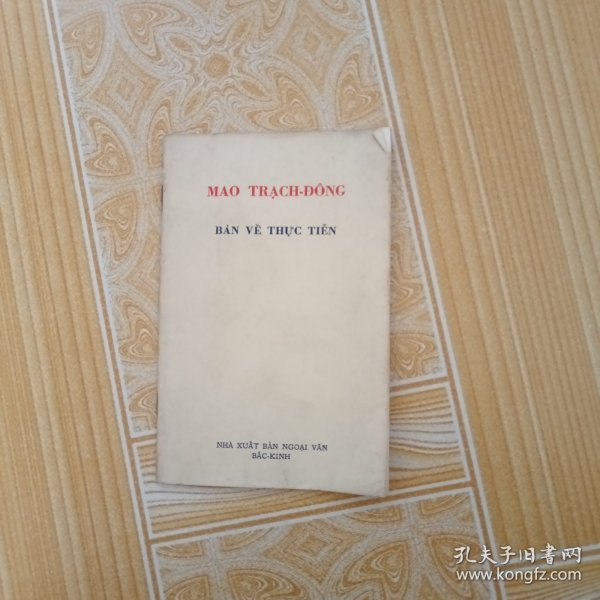 MAO TRẠCH-ĐÔNG
BÀN VỀ THỰC TIỄN
NHÀ XUẤT BẢN NGOẠI VĂN
BẮC-KINH
孔夫子旧书网
www.kongfz.com